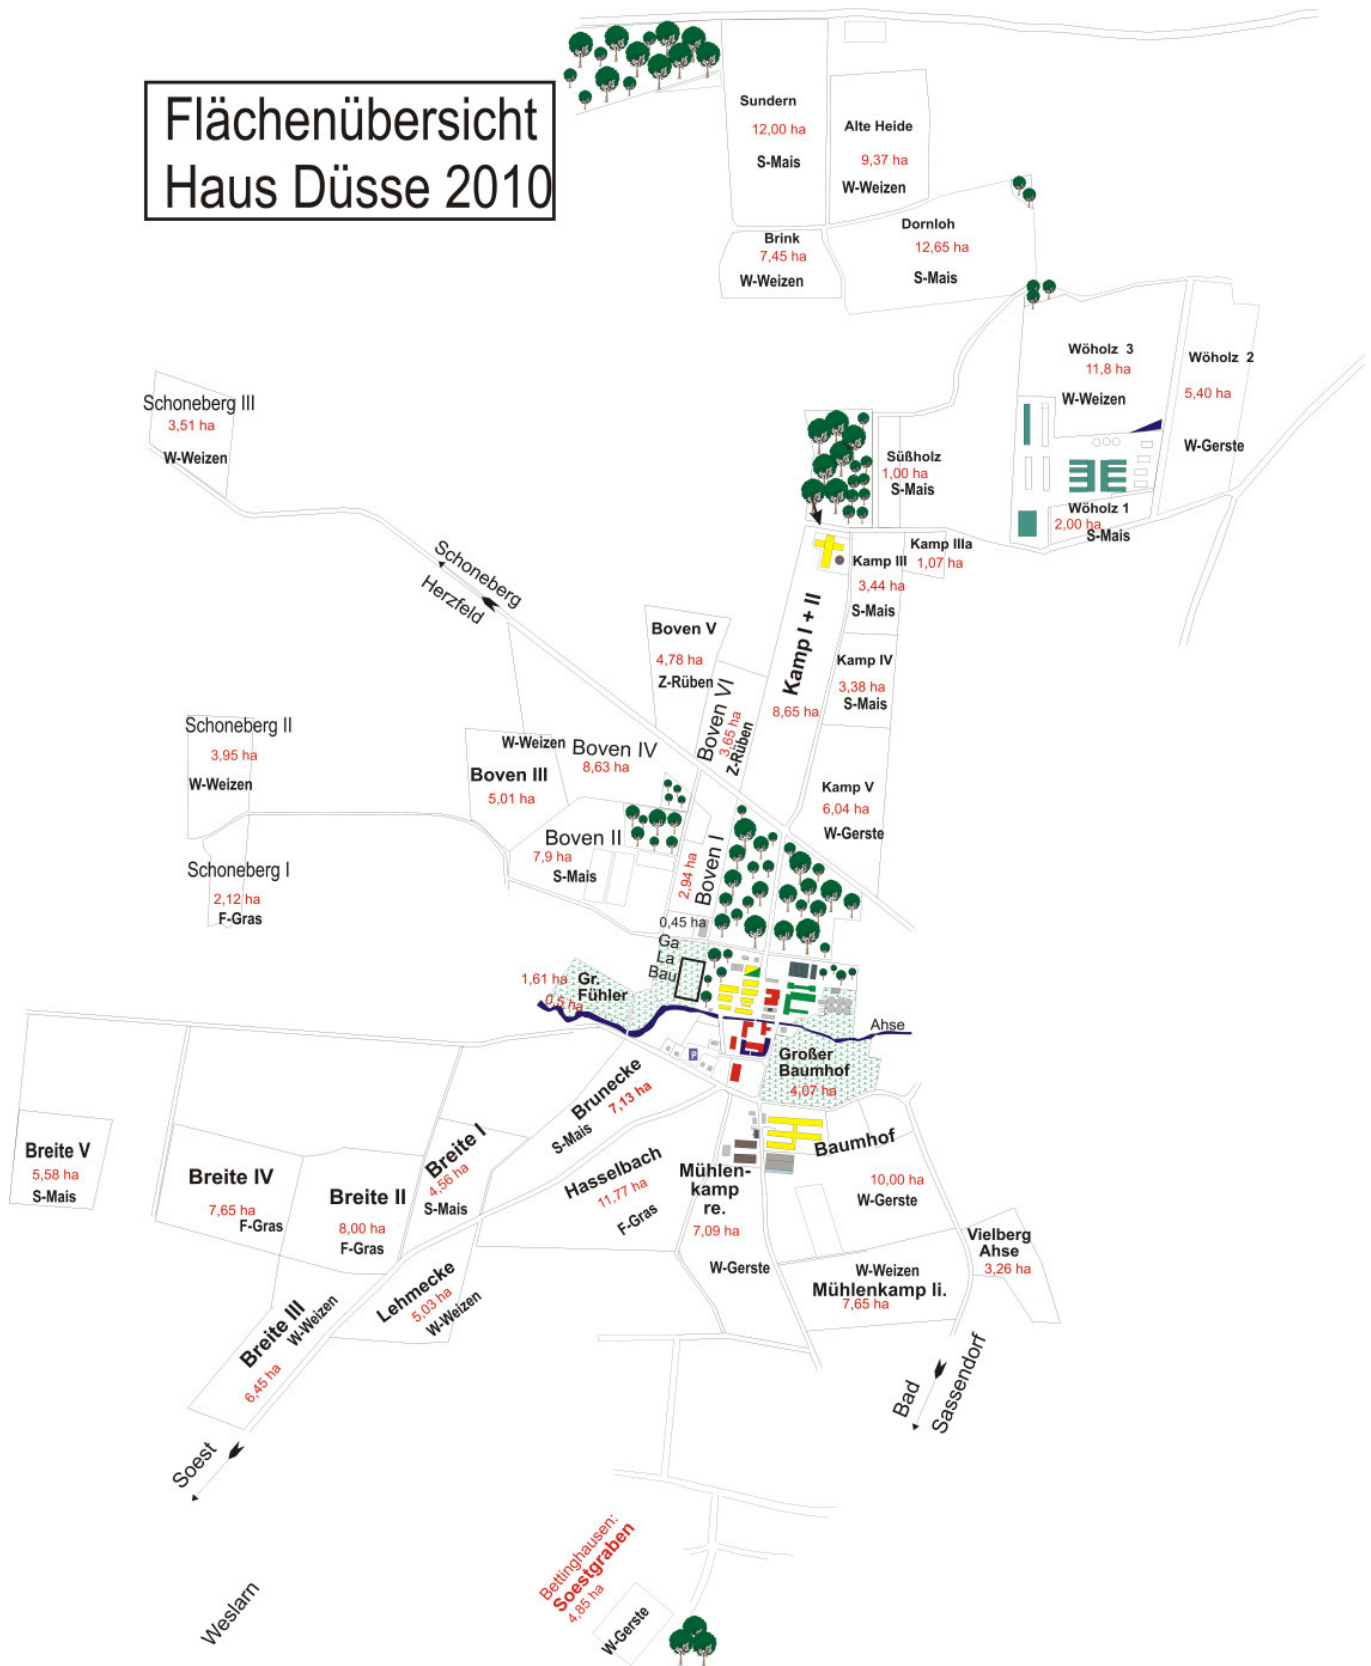 Flächenübersicht
Haus Düsse 2010
Sundern
12,00 ha
S-Mais
Alte Heide
9,37 ha
W-Weizen
Brink
7,45 ha
W-Weizen
Dornloh
12,65 ha
S-Mais
Wöholz 3
11,8 ha
W-Weizen
Wöholz 2
5,40 ha
W-Gerste
Schoneberg III
3,51 ha
W-Weizen
Süßholz
1,00 ha
S-Mais
Wöholz 1
2,00 ha
S-Mais
Kamp IIIa
1,07 ha
Kamp III
3,44 ha
S-Mais
Schoneberg
Herzfeld
Kamp I + II
8,65 ha
Boven V
4,78 ha
Z-Rüben
Boven VI
3,65 ha
Z-Rüben
Kamp IV
3,38 ha
S-Mais
Schoneberg II
3,95 ha
W-Weizen
W-Weizen
Boven IV
8,63 ha
Boven III
5,01 ha
Kamp V
6,04 ha
W-Gerste
Boven II
7,9 ha
S-Mais
Boven I
2,94 ha
Schoneberg I
2,12 ha
F-Gras
0,45 ha
Ga
La
Bau
1,61 ha
Gr.
Fühler
0,5 ha
Ahse
P
Großer
Baumhof
4,07 ha
Brunecke
7,13 ha
S-Mais
Breite V
5,58 ha
S-Mais
Breite IV
7,65 ha
F-Gras
Breite II
8,00 ha
F-Gras
Breite I
4,56 ha
S-Mais
Hasselbach
11,77 ha
F-Gras
Mühlen-
kamp
re.
7,09 ha
W-Gerste
Baumhof
10,00 ha
W-Gerste
Vielberg
Ahse
3,26 ha
W-Weizen
Mühlenkamp li.
7,65 ha
Lehmecke
5,03 ha
W-Weizen
Breite III
W-Weizen
6,45 ha
Bad
Sassendorf
Soest
Bettinghausen:
Soestgraben
4,85 ha
W-Gerste
Weslarn